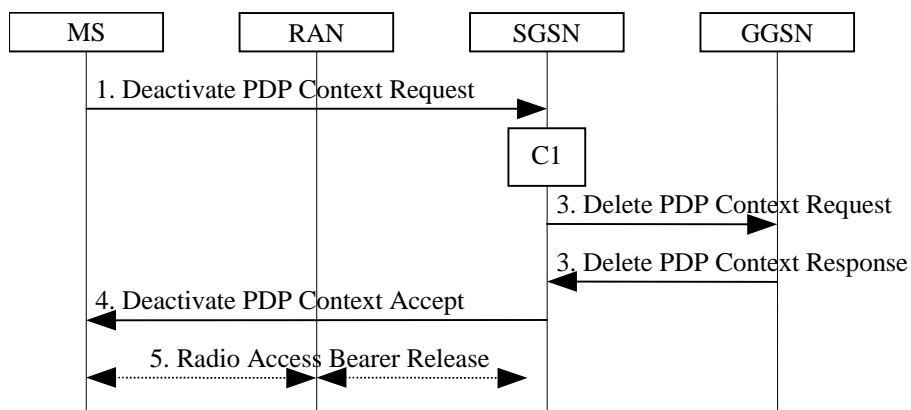 MS RAN SGSN GGSN
1. Deactivate PDP Context Request
C1
3. Delete PDP Context Request
3. Delete PDP Context Response
4. Deactivate PDP Context Accept
5. Radio Access Bearer Release